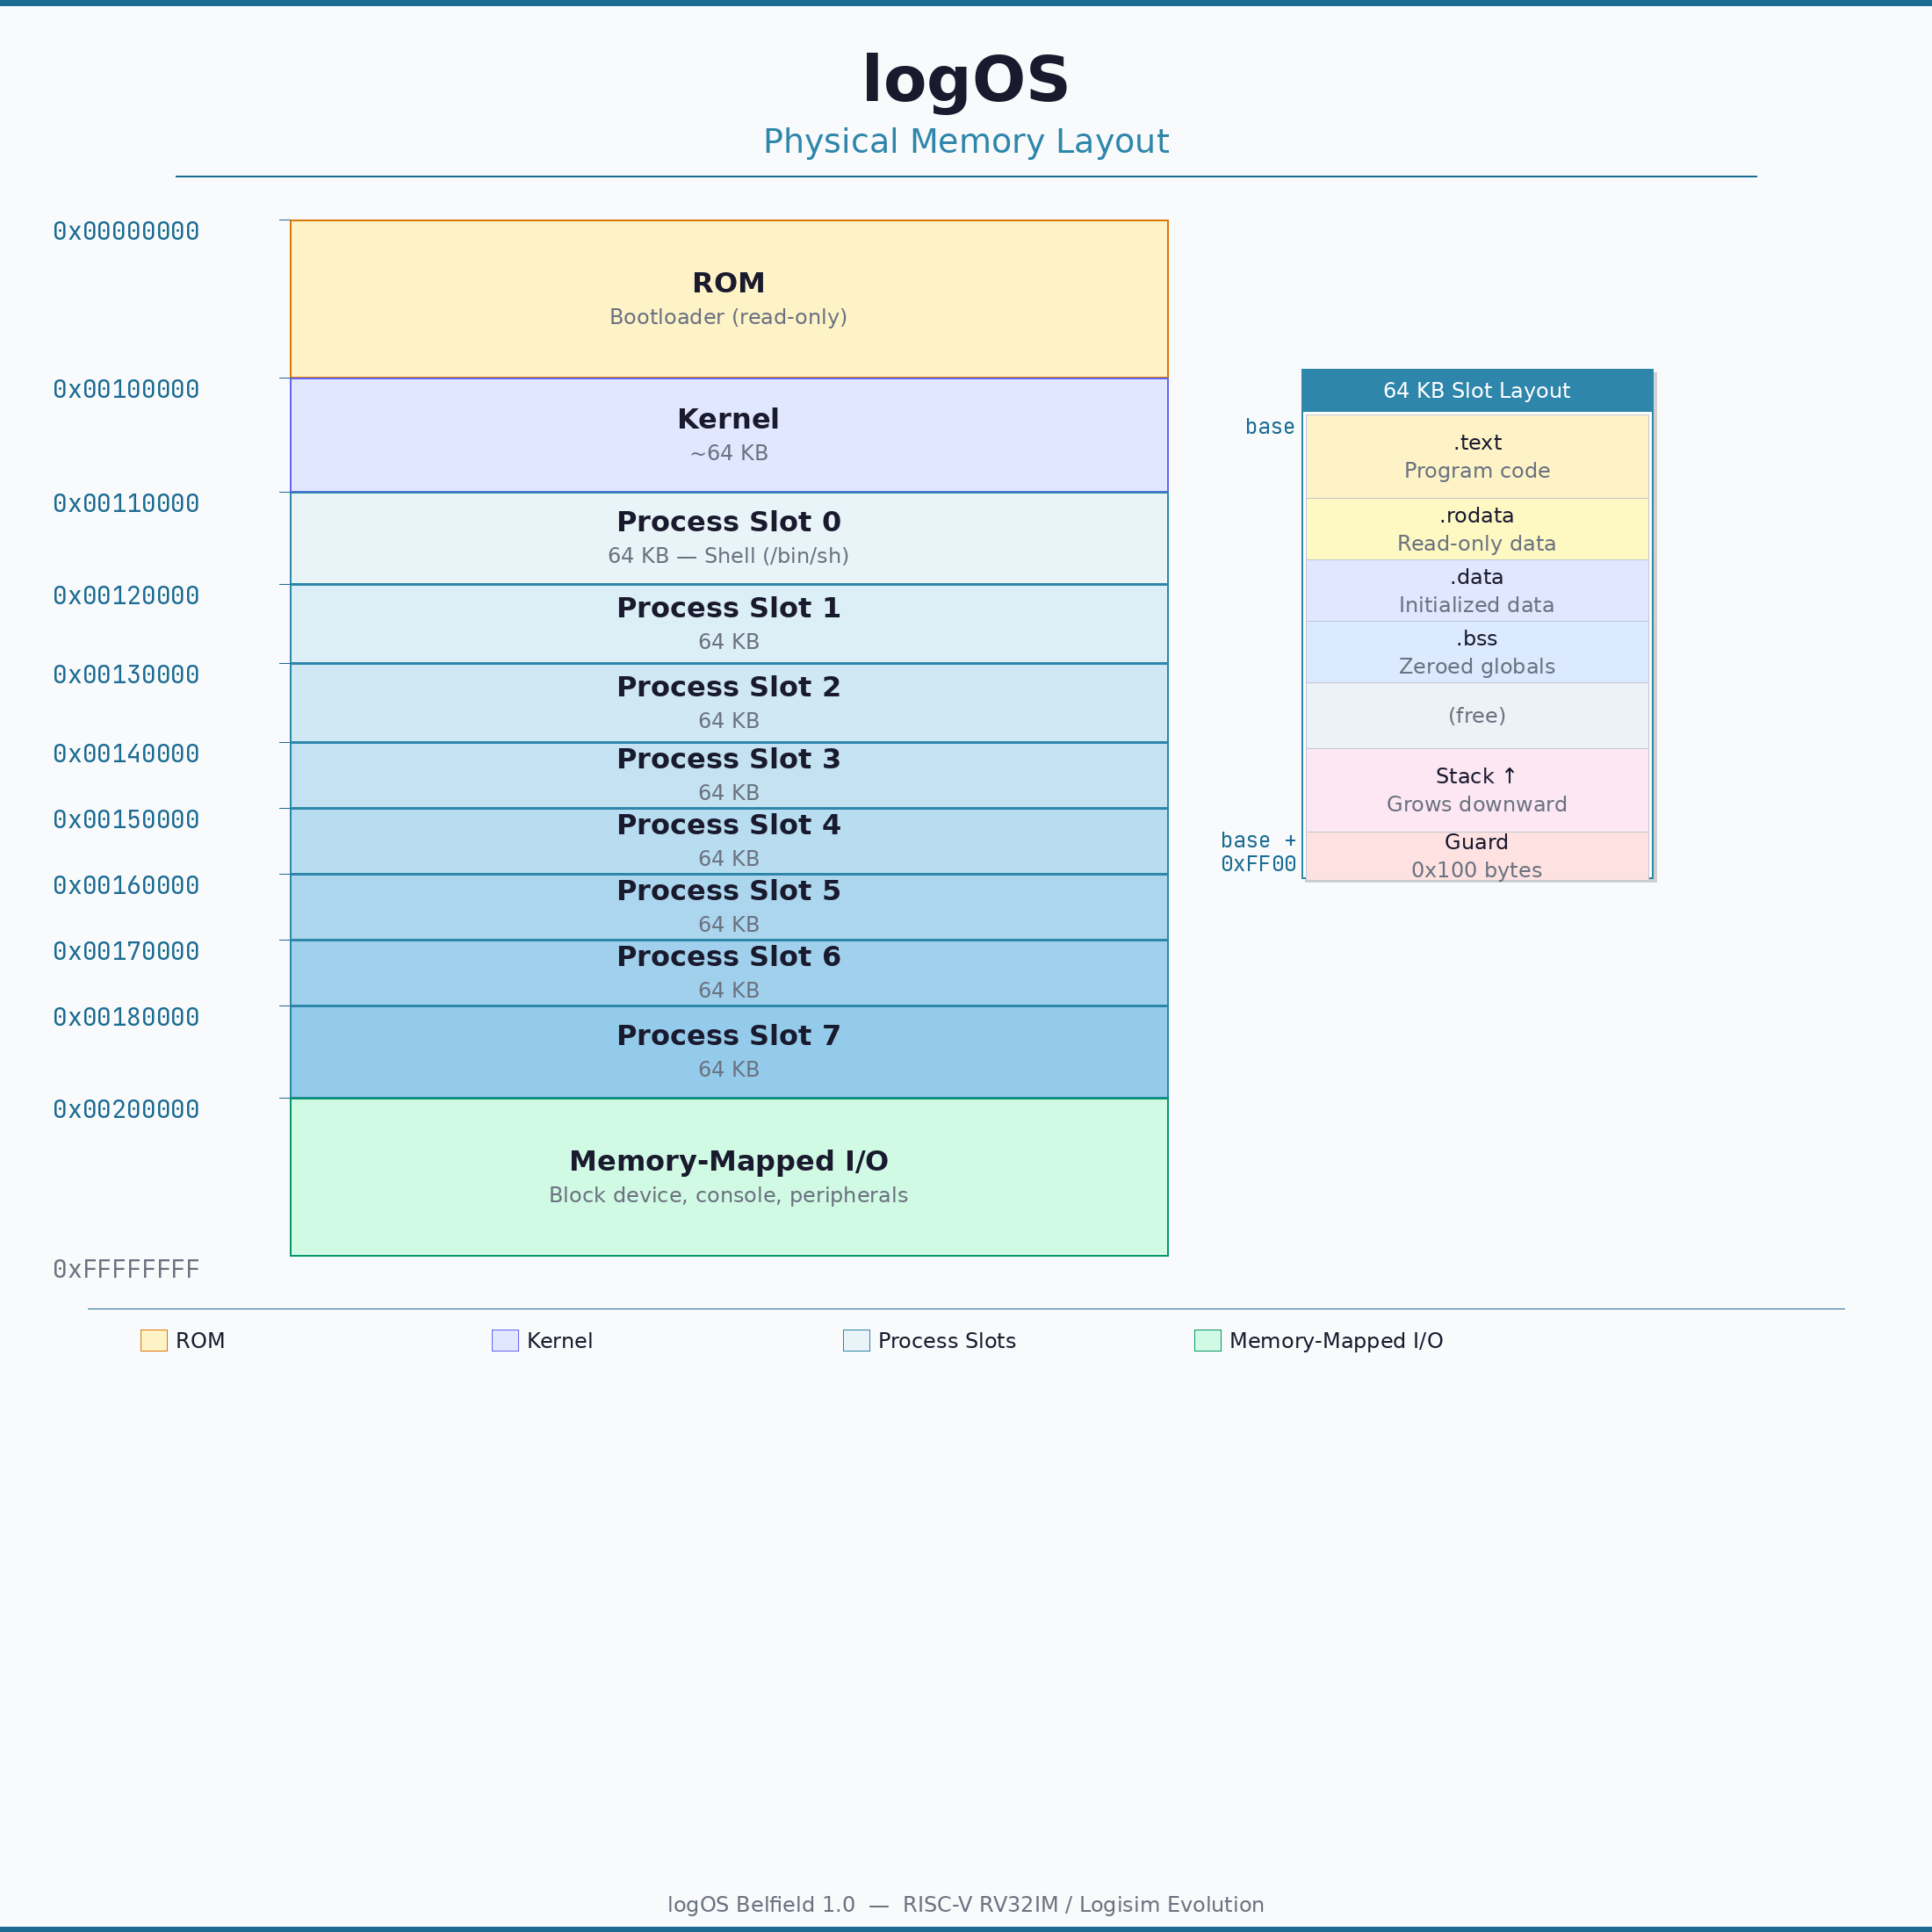 logOS
Physical Memory Layout
0x00000000
ROM
Bootloader (read-only)
0x00100000
Kernel
~64 KB
0x00110000
Process Slot 0
64 KB — Shell (/bin/sh)
0x00120000
Process Slot 1
64 KB
0x00130000
Process Slot 2
64 KB
0x00140000
Process Slot 3
64 KB
0x00150000
Process Slot 4
64 KB
0x00160000
Process Slot 5
64 KB
0x00170000
Process Slot 6
64 KB
0x00180000
Process Slot 7
64 KB
0x00200000
Memory-Mapped I/O
Block device, console, peripherals
0xFFFFFFFF
64 KB Slot Layout
base
.text
Program code
.rodata
Read-only data
.data
Initialized data
.bss
Zeroed globals
(free)
Stack ↑
Grows downward
base +
0xFF00
Guard
0x100 bytes
ROM
Kernel
Process Slots
Memory-Mapped I/O
logOS Belfield 1.0 — RISC-V RV32IM / Logisim Evolution